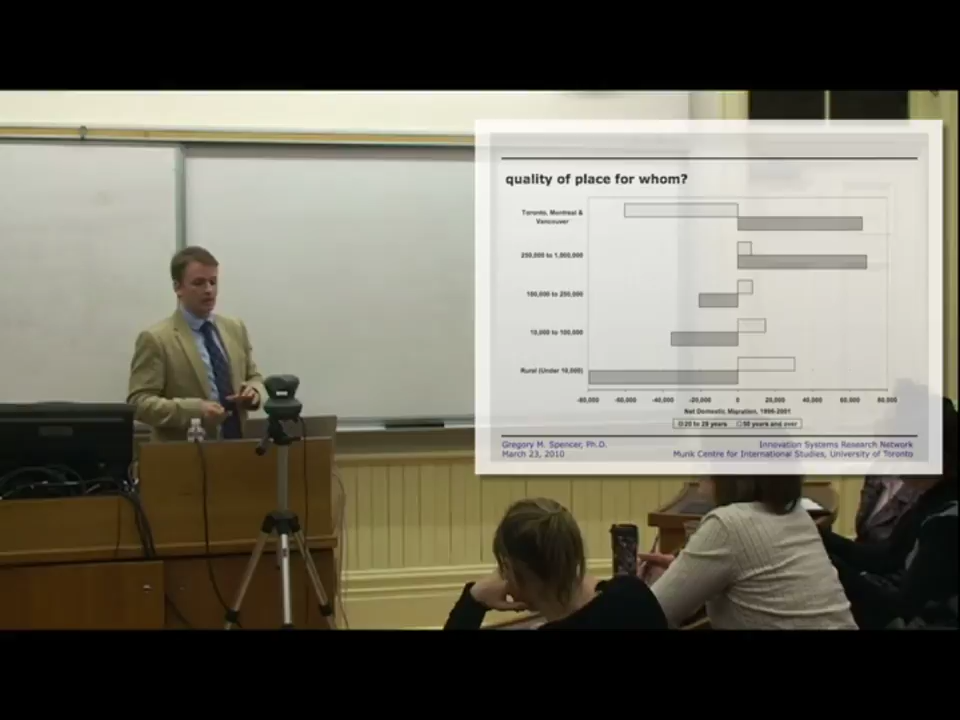 quality of place for whom?
Toronto, Montreal &
Vancouver
250,000 to 1,000,000
100,000 to 250,000
10,000 to 100,000
Rural (Under 10,000)
-80,000 -60,000 -40,000 -20,000 0 20,000 40,000 60,000 80,000
Net Domestic Migration, 1996-2001
20 to 29 years 50 years and over
Gregory M. Spencer, Ph.D. Innovation Systems Research Network
March 23, 2010 Munk Centre for International Studies, University of Toronto